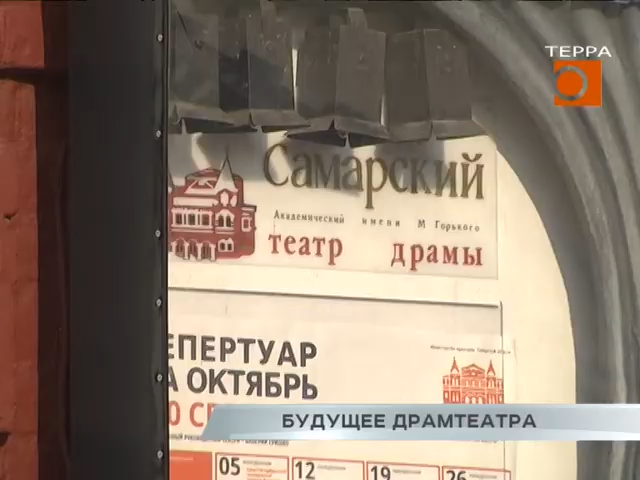 ТЕРРА
Самарский
Академический имени М Горького
театр драмы
ЕПЕРТУАР
А ОКТЯБРЬ
БУДУЩЕЕ ДРАМТЕАТРА
05 12 19 26